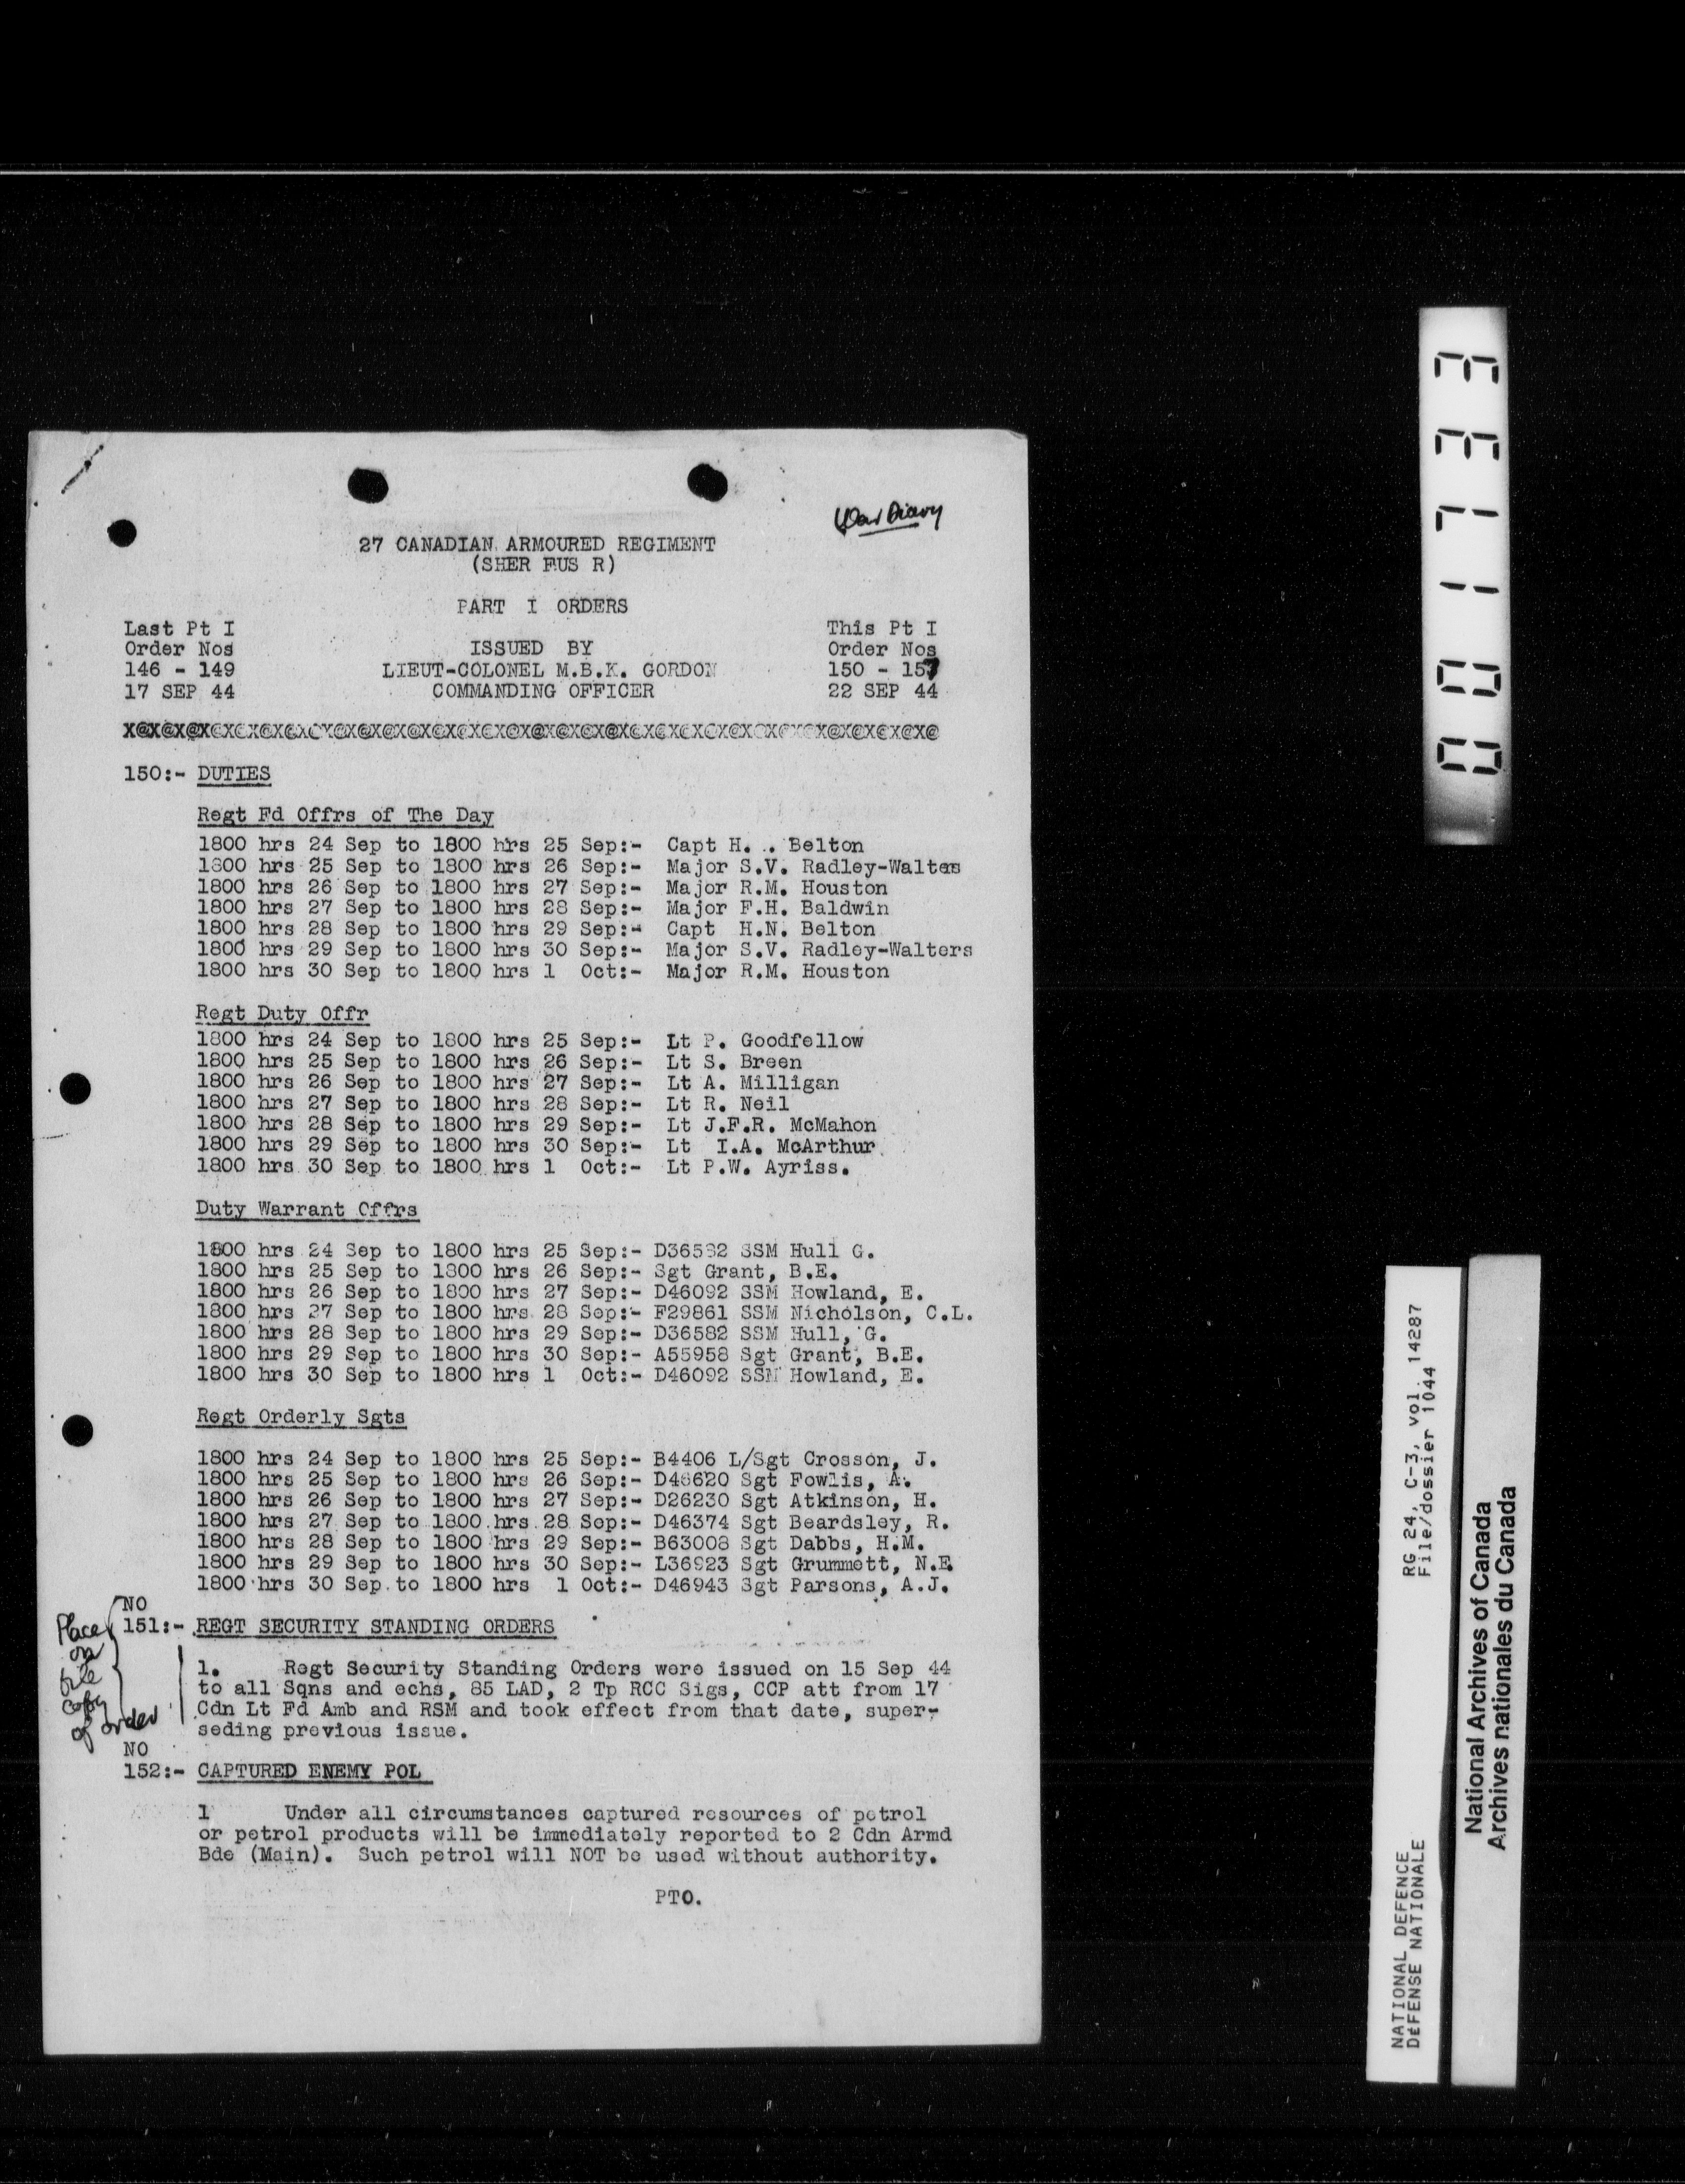 War Diary
27 CANADIAN ARMOURED REGIMENT
(SHER FUS R)
PART I ORDERS
Last Pt I This Pt I
Order Nos ISSUED BY Order Nos
146 - 149 LIEUT-COLONEL M.B.K. GORDON 150 - 157
17 SEP 44 COMMANDING OFFICER 22 SEP 44
150:- DUTIES
Regt Fd Offrs of The Day
1800 hrs 24 Sep to 1800 hrs 25 Sep:- Capt H. . Belton
1800 hrs 25 Sep to 1800 hrs 26 Sep:- Major S.V. Radley-Walters
1800 hrs 26 Sep to 1800 hrs 27 Sep:- Major R.M. Houston
1800 hrs 27 Sep to 1800 hrs 28 Sep:- Major F.H. Baldwin
1800 hrs 28 Sep to 1800 hrs 29 Sep:- Capt H.N. Belton
1800 hrs 29 Sep to 1800 hrs 30 Sep:- Major S.V. Radley-Walters
1800 hrs 30 Sep to 1800 hrs 1 Oct:- Major R.M. Houston
Regt Duty Offr
1800 hrs 24 Sep to 1800 hrs 25 Sep:- Lt P. Goodfellow
1800 hrs 25 Sep to 1800 hrs 26 Sep:- Lt S. Breen
1800 hrs 26 Sep to 1800 hrs 27 Sep:- Lt A. Milligan
1800 hrs 27 Sep to 1800 hrs 28 Sep:- Lt R. Neil
1800 hrs 28 Sep to 1800 hrs 29 Sep:- Lt J.F.R. McMahon
1800 hrs 29 Sep to 1800 hrs 30 Sep:- Lt I.A. McArthur
1800 hrs 30 Sep to 1800 hrs 1 Oct:- Lt P.W. Ayriss.
Duty Warrant Offrs
1800 hrs 24 Sep to 1800 hrs 25 Sep:- D36582 SSM Hull G.
1800 hrs 25 Sep to 1800 hrs 26 Sep:- Sgt Grant, B.E.
1800 hrs 26 Sep to 1800 hrs 27 Sep:- D46092 SSM Howland, E.
1800 hrs 27 Sep to 1800 hrs 28 Sep:- F29861 SSM Nicholson, C.L.
1800 hrs 28 Sep to 1800 hrs 29 Sep:- D36582 SSM Hull, G.
1800 hrs 29 Sep to 1800 hrs 30 Sep:- A55958 Sgt Grant, B.E.
1800 hrs 30 Sep to 1800 hrs 1 Oct:- D46092 SSM Howland, E.
Regt Orderly Sgts
1800 hrs 24 Sep to 1800 hrs 25 Sep:- B4406 L/Sgt Crosson, J.
1800 hrs 25 Sep to 1800 hrs 26 Sep:- D46620 Sgt Fowlis, A.
1800 hrs 26 Sep to 1800 hrs 27 Sep:- D26230 Sgt Atkinson, H.
1800 hrs 27 Sep to 1800 hrs 28 Sep:- D46374 Sgt Beardsley, R.
1800 hrs 28 Sep to 1800 hrs 29 Sep:- B63008 Sgt Dabbs, H.M.
1800 hrs 29 Sep to 1800 hrs 30 Sep:- L36923 Sgt Grummett, N.E.
1800 hrs 30 Sep to 1800 hrs 1 Oct:- D46943 Sgt Parsons, A.J.
NO
151:- REGT SECURITY STANDING ORDERS
Place
on
file
copy
of order
1. Regt Security Standing Orders were issued on 15 Sep 44
to all Sqns and echs, 85 LAD, 2 Tp RCC Sigs, CCP att from 17
Cdn Lt Fd Amb and RSM and took effect from that date, super-
seding previous issue.
NO
152:- CAPTURED ENEMY POL
1 Under all circumstances captured resources of petrol
or petrol products will be immediately reported to 2 Cdn Armd
Bde (Main). Such petrol will NOT be used without authority.
PTO.
001733
NATIONAL DEFENCE RG 24, C-3, vol. 14287
DÉFENSE NATIONALE File/dossier 1044
National Archives of Canada
Archives nationales du Canada